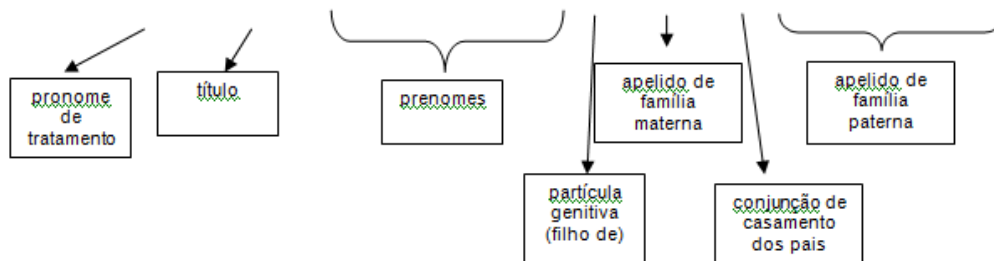 pronome
de
tratamento
título
prenomes
apelido de
família
materna
apelido de
família
paterna
partícula
genitiva
(filho de)
conjunção de
casamento
dos pais